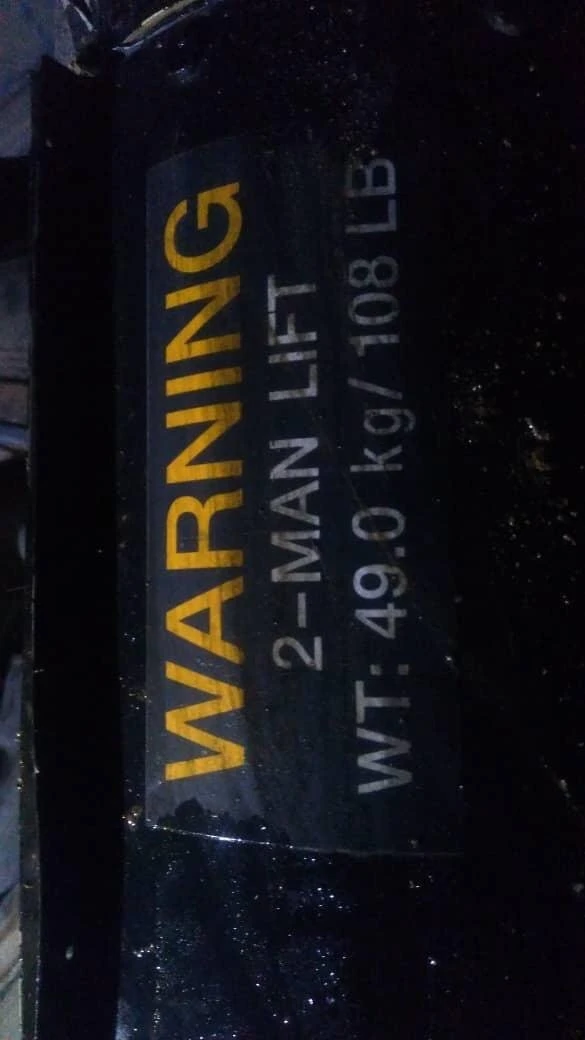 WARNING
2-MAN LIFT
WT: 49.0 kg/ 108 LB